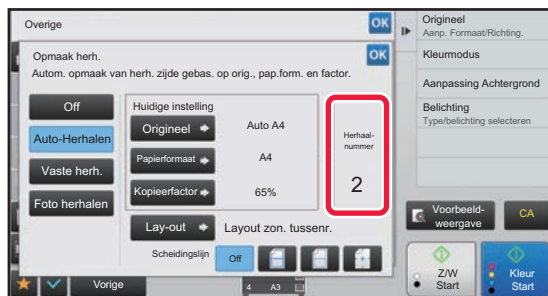 Overige
OK
Opmaak herh.
OK
Autom. opmaak van herh. zijde gebas. op orig., pap.form. en factor.
Off
Auto-Herhalen
Vaste herh.
Foto herhalen
Huidige instelling
Origineel
Auto A4
Papierformaat
A4
Kopieerfactor
65%
Herhaal-
nummer
2
Lay-out
Layout zon. tussenr.
Scheidingslijn
Off
Vorige
4
A3
Origineel
Aanp. Formaat/Richting.
Kleurmodus
Aanpassing Achtergrond
Belichting
Type/belichting selecteren
Voorbeeld-
weergave
CA
Z/W
Start
Kleur
Start